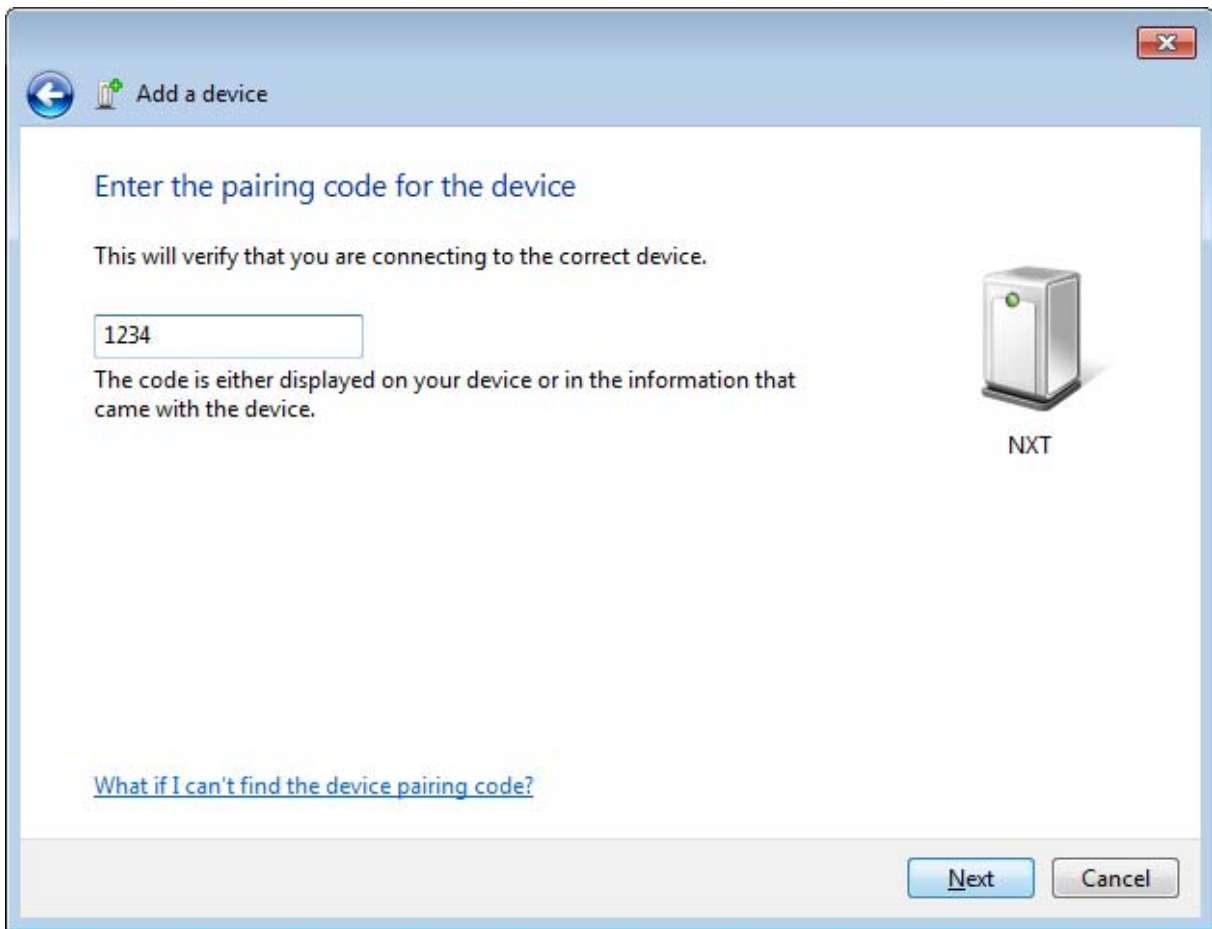 Add a device
Enter the pairing code for the device
This will verify that you are connecting to the correct device.
1234
The code is either displayed on your device or in the information that
came with the device.
NXT
What if I can't find the device pairing code?
Next Cancel